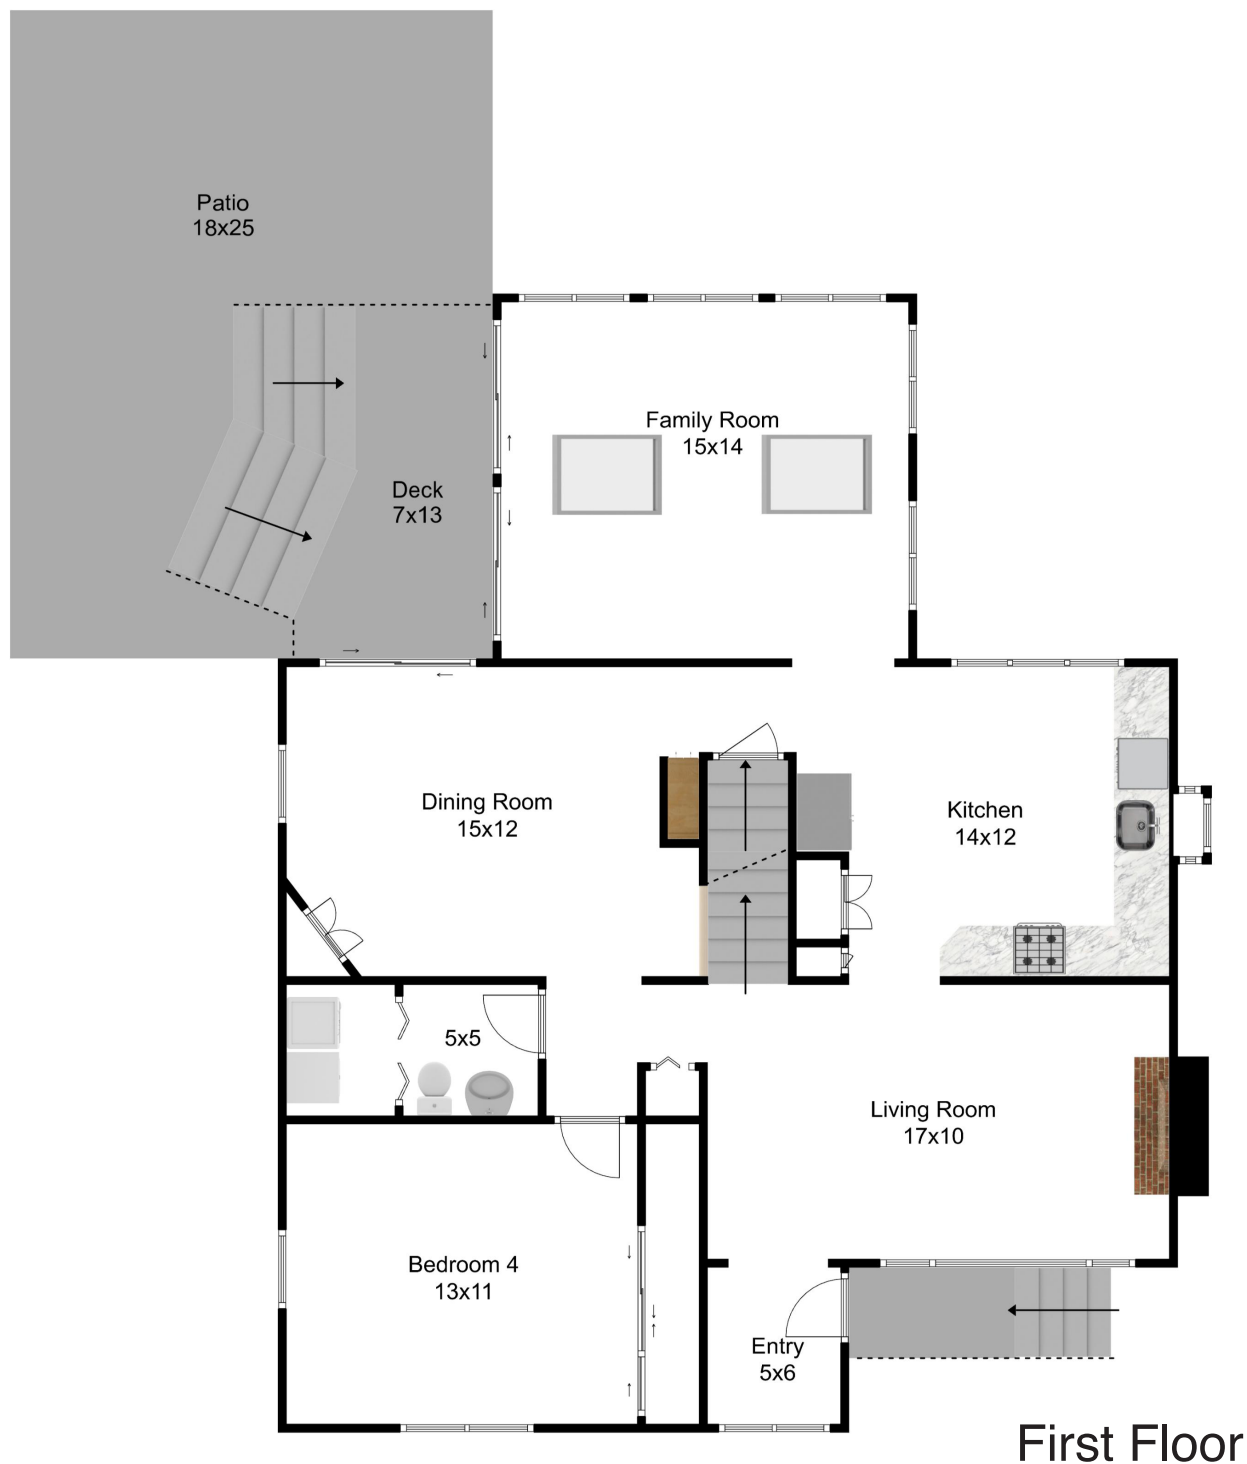 Patio
18x25
Family Room
15x14
Deck
7x13
Dining Room
15x12
Kitchen
14x12
5x5
Living Room
17x10
Bedroom 4
13x11
Entry
5x6
First Floor